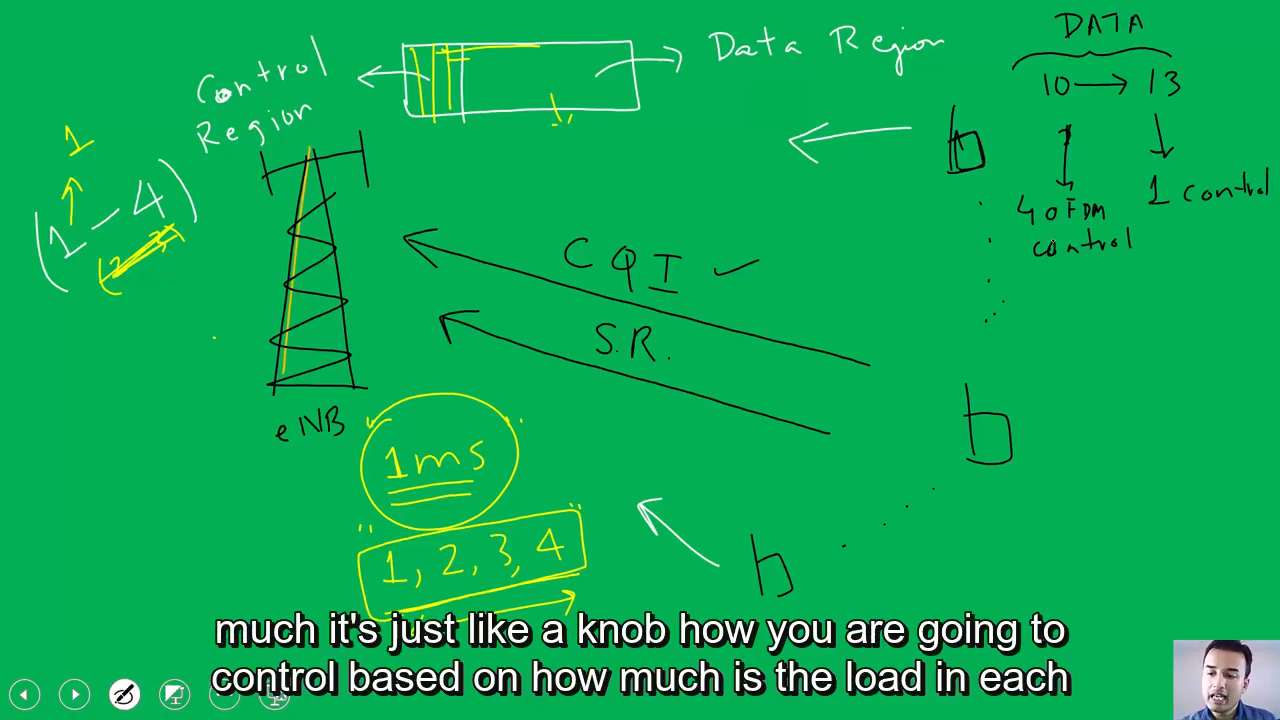 DATA
Control
Region
Data Region
10 → 13
4 OFDM
control
1 control
1
(1 - 4)
CQI ✓
S.R.
eNB
1ms
1, 2, 3, 4
much it's just like a knob how you are going to
control based on how much is the load in each